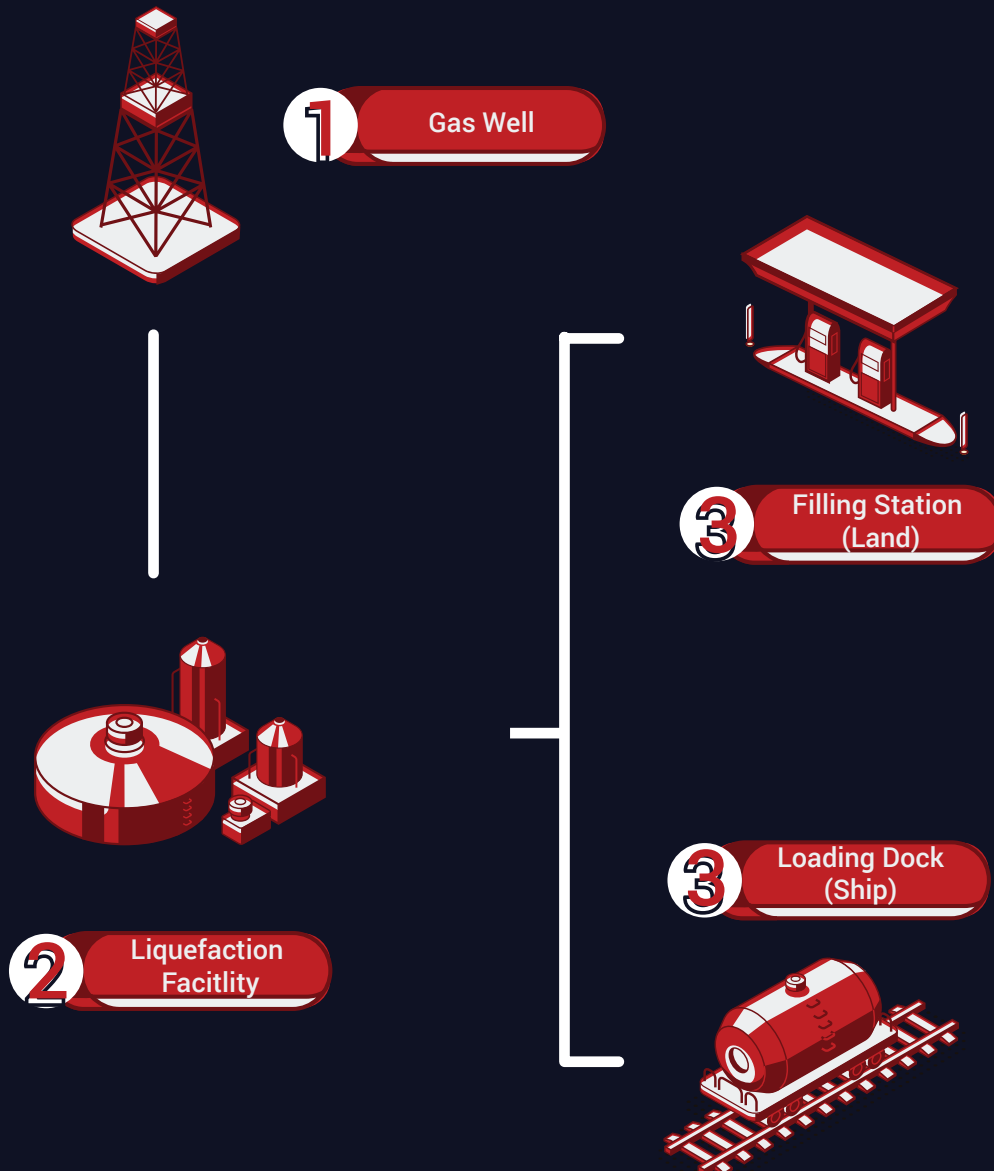 1
Gas Well
3
Filling Station
(Land)
3
Loading Dock
(Ship)
2
Liquefaction
Facitlity